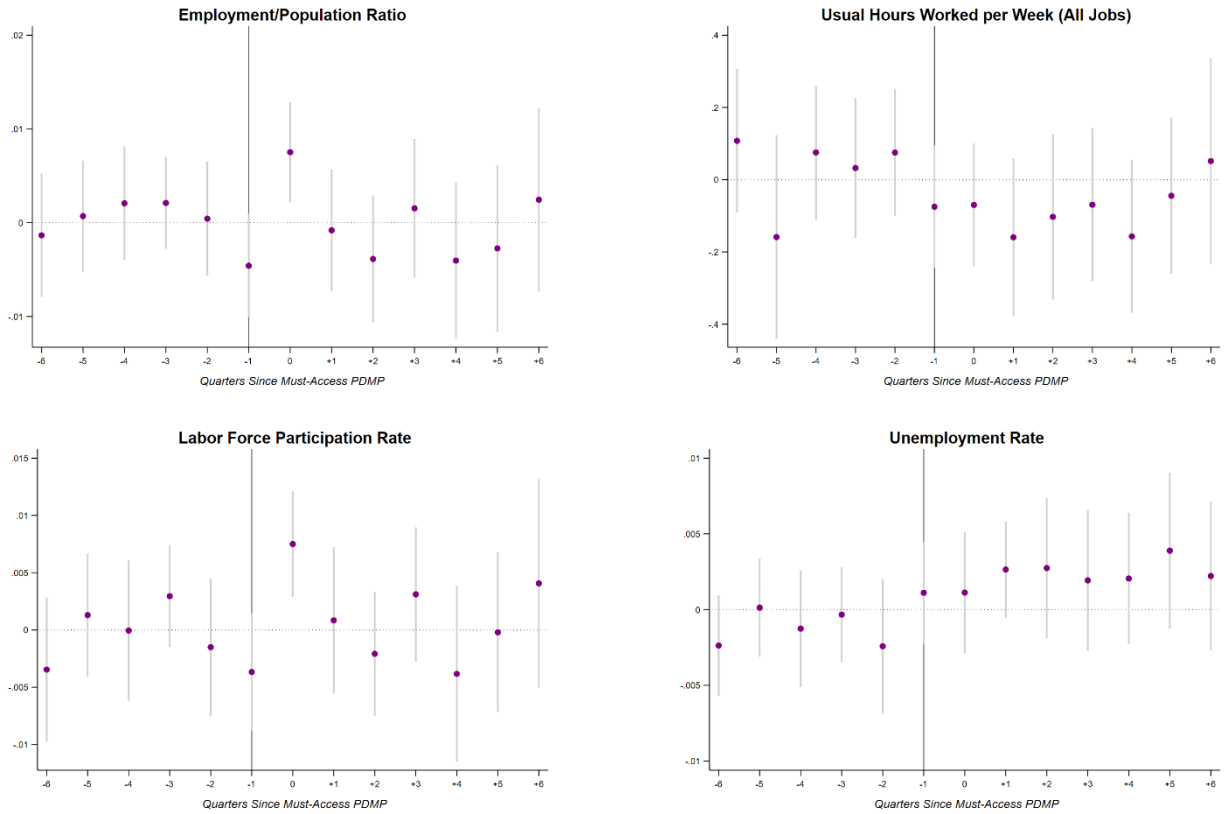 Employment/Population Ratio
.02
.01
0
-.01
-6 -5 -4 -3 -2 -1 0 +1 +2 +3 +4 +5 +6
Quarters Since Must-Access PDMP
Usual Hours Worked per Week (All Jobs)
.4
.2
0
-.2
-.4
-6 -5 -4 -3 -2 -1 0 +1 +2 +3 +4 +5 +6
Quarters Since Must-Access PDMP
Labor Force Participation Rate
.015
.01
.005
0
-.005
-.01
-6 -5 -4 -3 -2 -1 0 +1 +2 +3 +4 +5 +6
Quarters Since Must-Access PDMP
Unemployment Rate
.01
.005
0
-.005
-.01
-6 -5 -4 -3 -2 -1 0 +1 +2 +3 +4 +5 +6
Quarters Since Must-Access PDMP